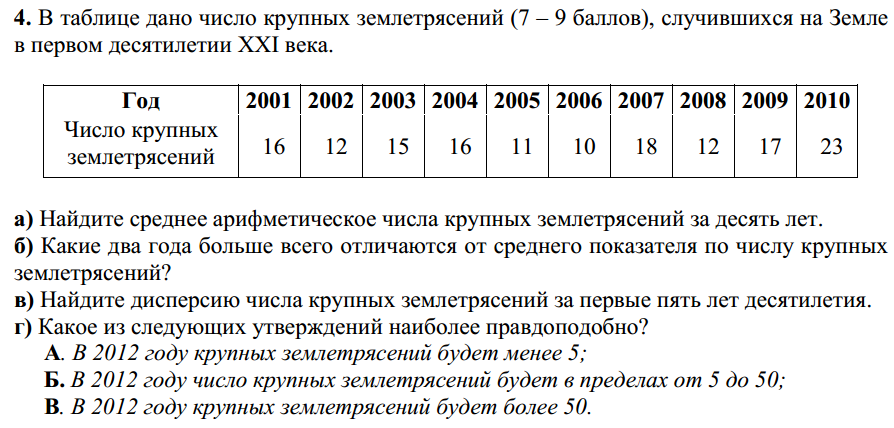 4. В таблице дано число крупных землетрясений (7 – 9 баллов), случившихся на Земле
в первом десятилетии XXI века.
Год 2001 2002 2003 2004 2005 2006 2007 2008 2009 2010
Число крупных
землетрясений 16 12 15 16 11 10 18 12 17 23
а) Найдите среднее арифметическое числа крупных землетрясений за десять лет.
б) Какие два года больше всего отличаются от среднего показателя по числу крупных
землетрясений?
в) Найдите дисперсию числа крупных землетрясений за первые пять лет десятилетия.
г) Какое из следующих утверждений наиболее правдоподобно?
А. В 2012 году крупных землетрясений будет менее 5;
Б. В 2012 году число крупных землетрясений будет в пределах от 5 до 50;
В. В 2012 году крупных землетрясений будет более 50.